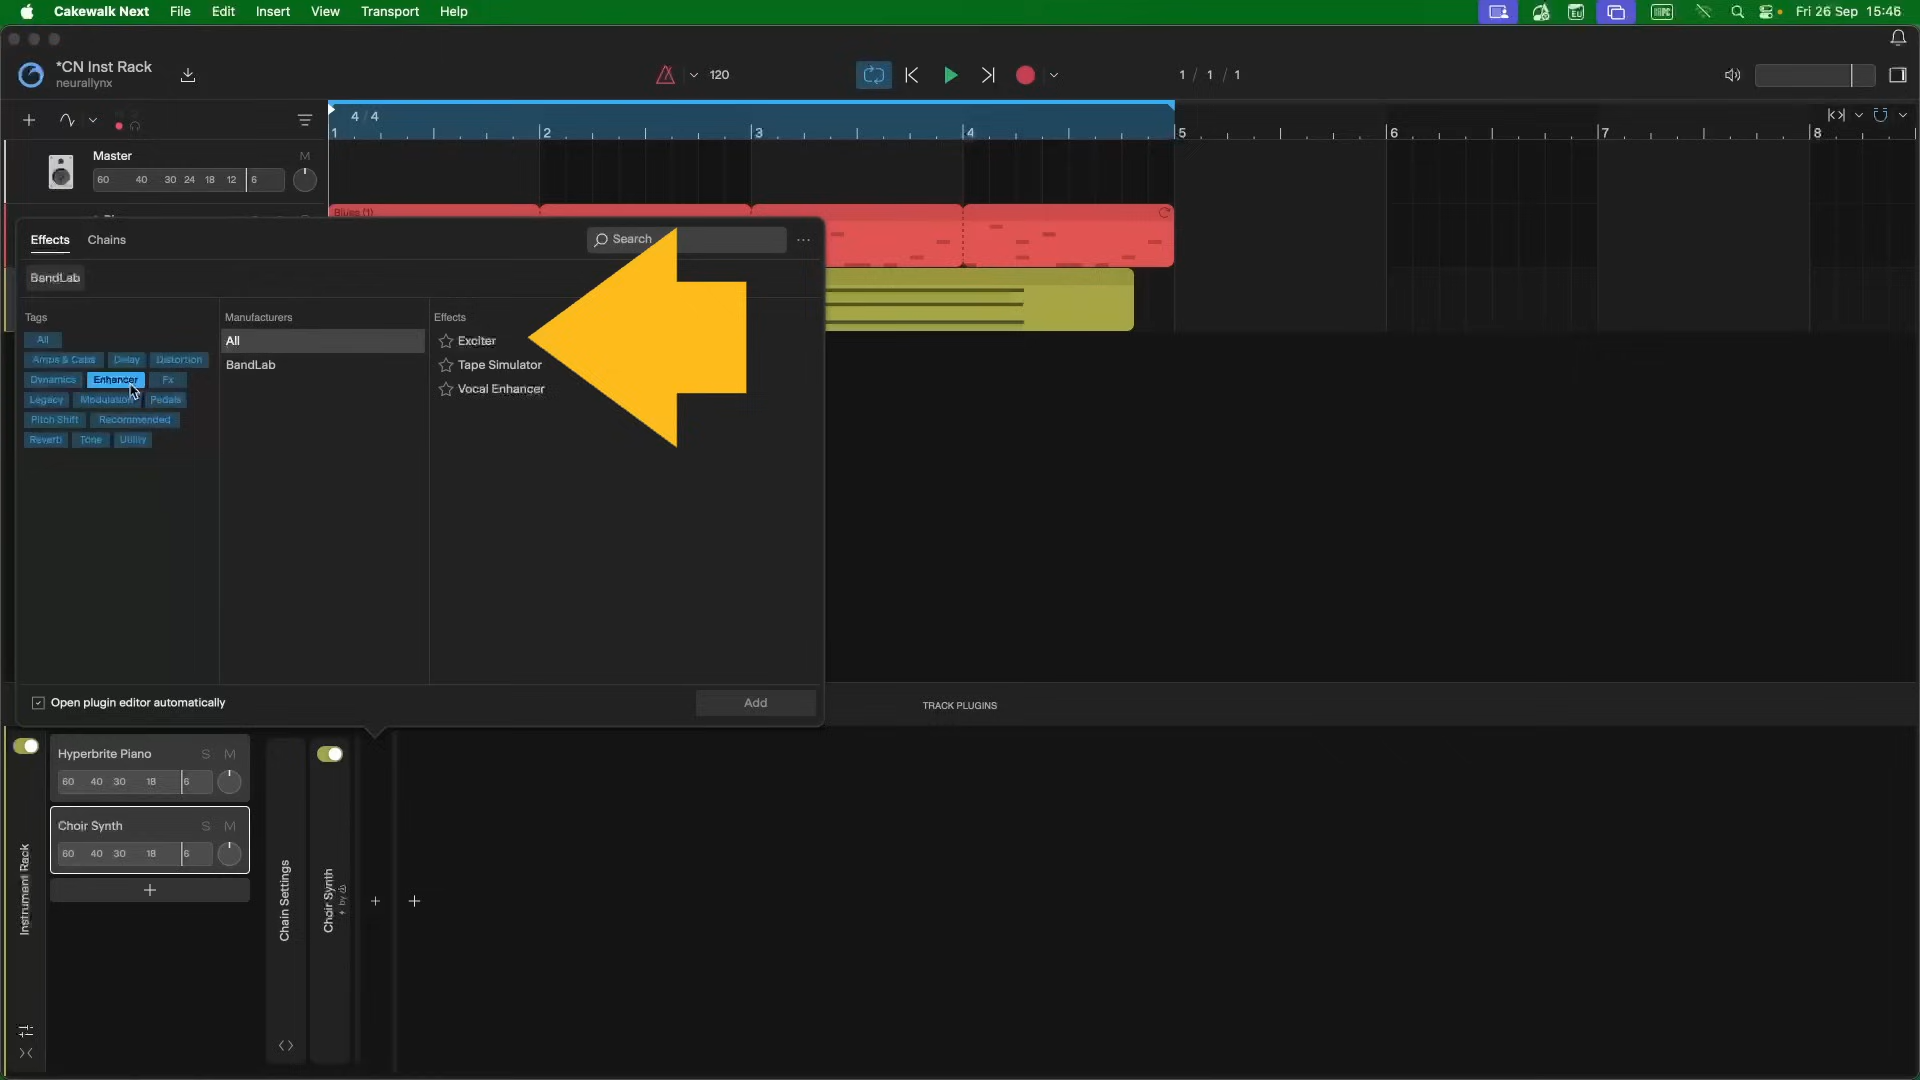 Cakewalk Next File Edit Insert View Transport Help Fri 26 Sep 15:46
*CN Inst Rack
neurallynx
120
1 / 1 / 1
4 / 4
1 2 3 4 5 6 7 8
Master M
60 40 30 24 18 12 6
Blues (1)
Effects Chains Search ...
BandLab
Tags Manufacturers Effects
All All Exciter
Amps & Cabs Delay Distortion BandLab Tape Simulator
Dynamics Enhancer Fx Vocal Enhancer
Legacy Modulation Pedals
Pitch Shift Recommended
Reverb Tone Utility
Open plugin editor automatically Add
TRACK PLUGINS
Instrument Rack
Hyperbrite Piano S M
60 40 30 18 6
Choir Synth S M
60 40 30 18 6
Chain Settings
Choir Synth
by